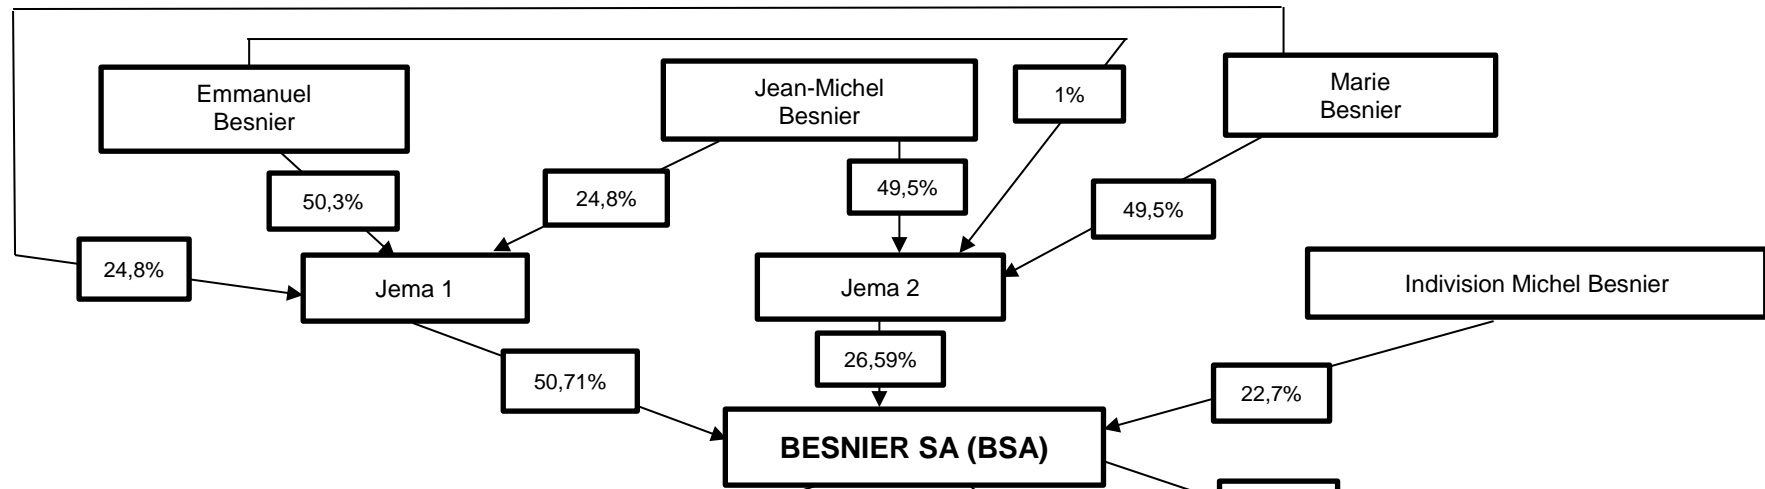 Emmanuel
Besnier
Jean-Michel
Besnier
1%
Marie
Besnier
50,3%
24,8%
49,5%
49,5%
24,8%
Jema 1
Jema 2
Indivision Michel Besnier
50,71%
26,59%
22,7%
BESNIER SA (BSA)